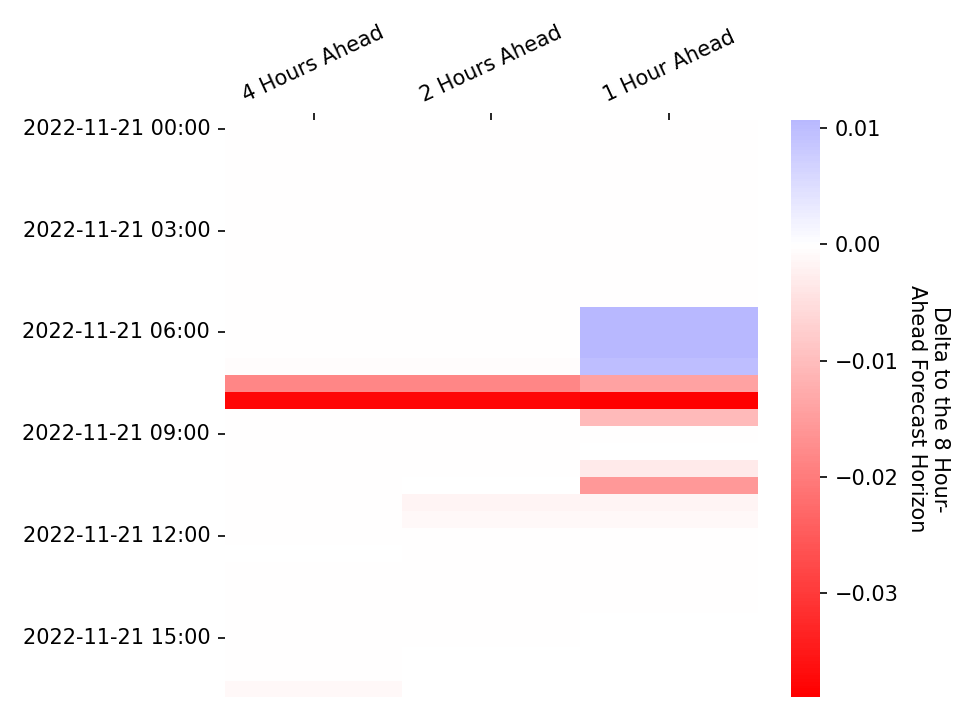 4 Hours Ahead
2 Hours Ahead
1 Hour Ahead
2022-11-21 00:00
2022-11-21 03:00
2022-11-21 06:00
2022-11-21 09:00
2022-11-21 12:00
2022-11-21 15:00
0.01
0.00
−0.01
−0.02
−0.03
Delta to the 8 Hour-
Ahead Forecast Horizon